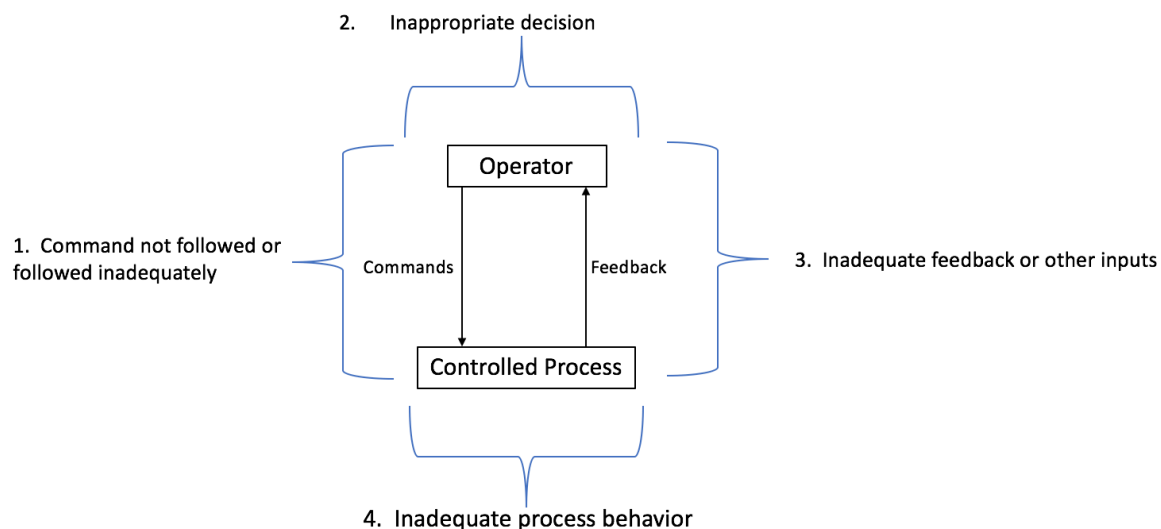 2. Inappropriate decision
Operator
1. Command not followed or
followed inadequately
Commands
Feedback
3. Inadequate feedback or other inputs
Controlled Process
4. Inadequate process behavior